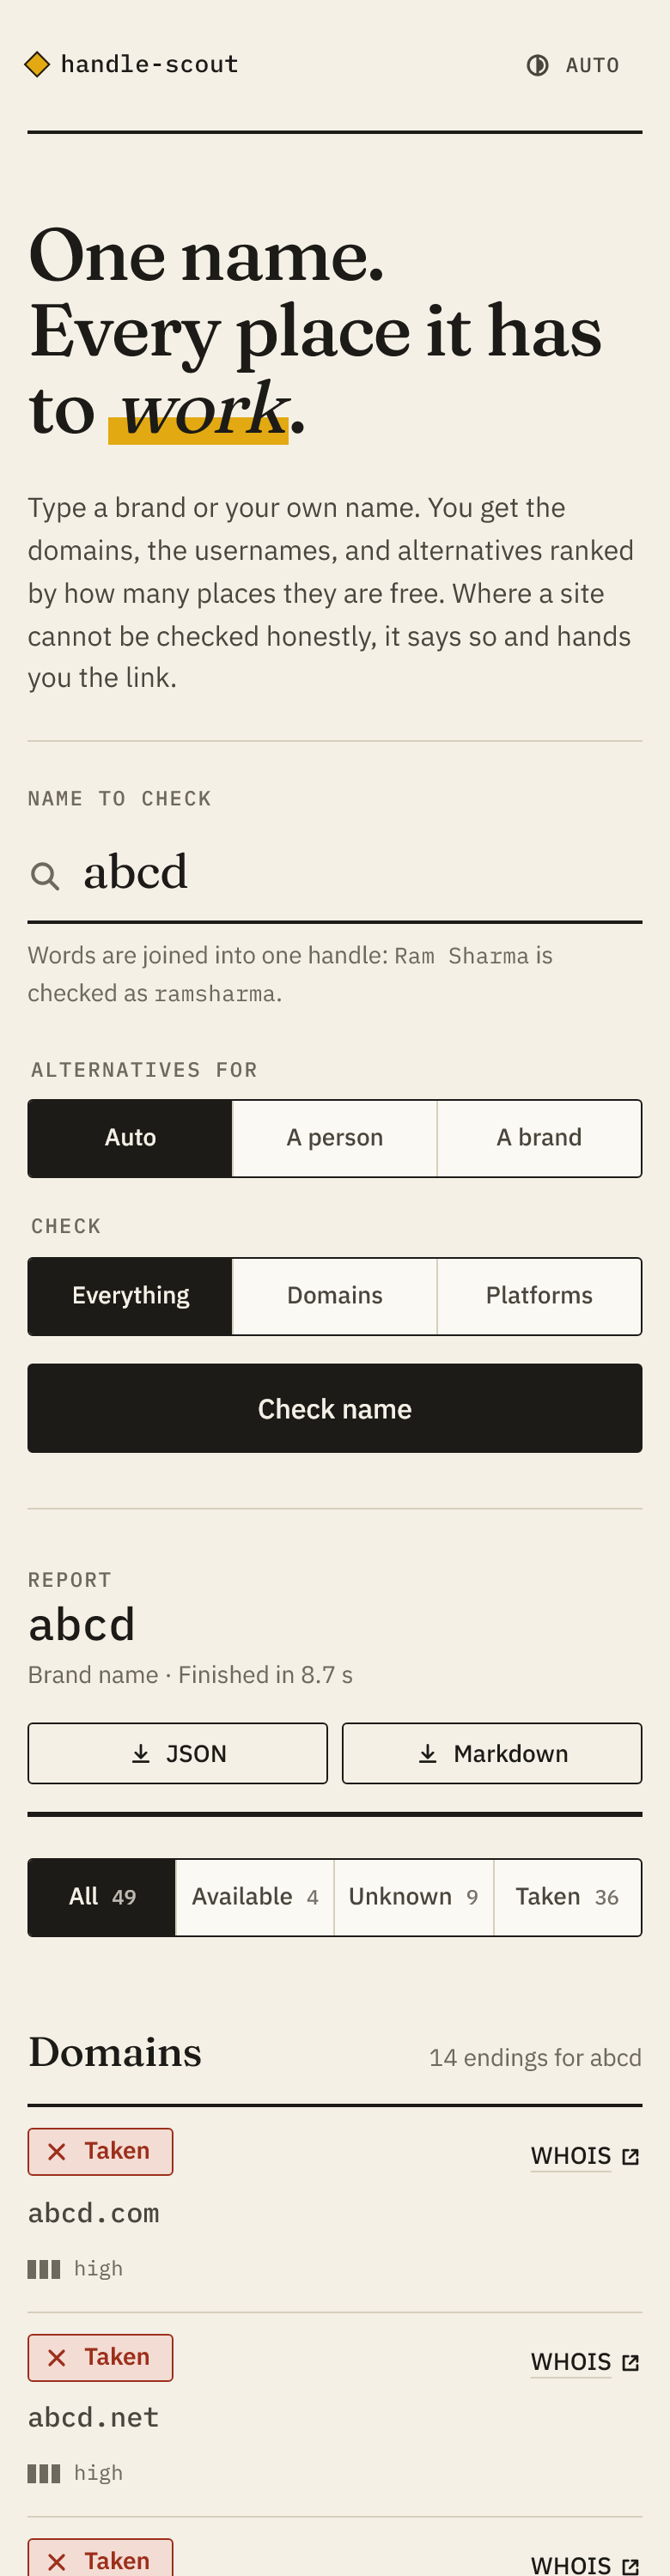 handle-scout
AUTO
One name.
Every place it has
to work.
Type a brand or your own name. You get the
domains, the usernames, and alternatives ranked
by how many places they are free. Where a site
cannot be checked honestly, it says so and hands
you the link.
NAME TO CHECK
abcd
Words are joined into one handle: Ram Sharma is
checked as ramsharma.
ALTERNATIVES FOR
Auto A person A brand
CHECK
Everything Domains Platforms
Check name
REPORT
abcd
Brand name · Finished in 8.7 s
JSON Markdown
All 49 Available 4 Unknown 9 Taken 36
Domains 14 endings for abcd
Taken WHOIS
abcd.com
high
Taken WHOIS
abcd.net
high
Taken WHOIS